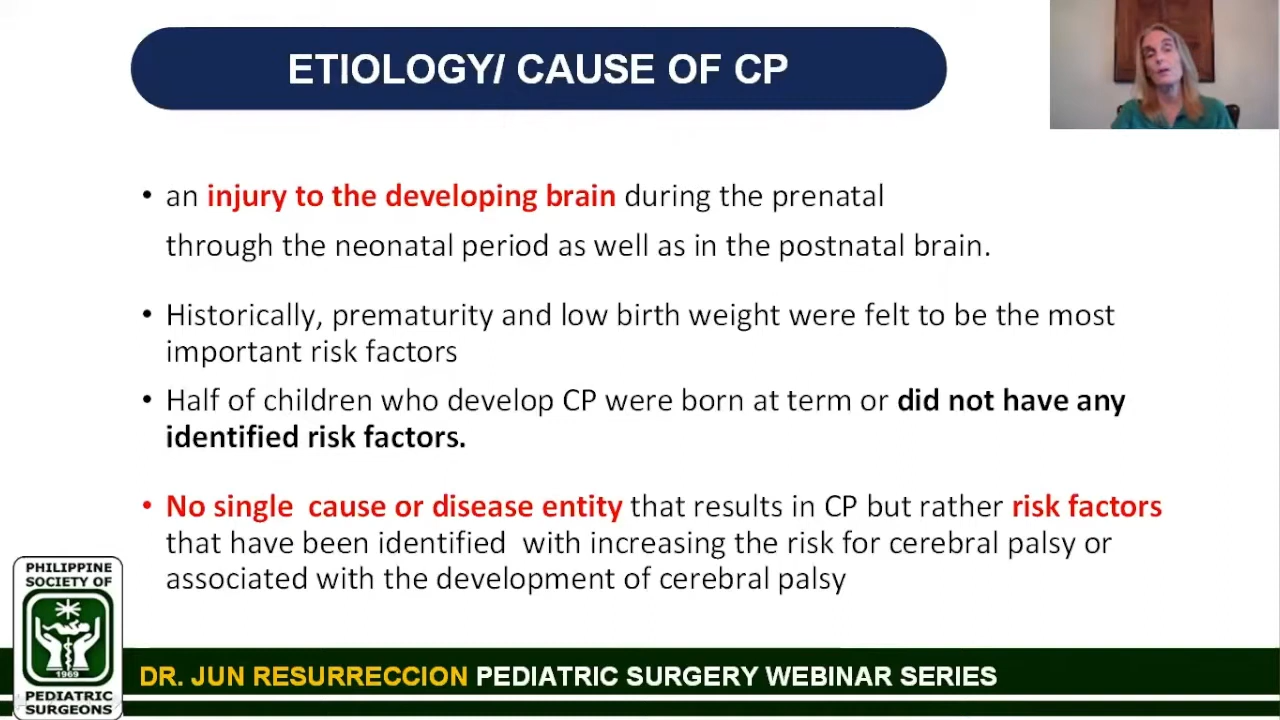 ETIOLOGY/ CAUSE OF CP
• an injury to the developing brain during the prenatal
through the neonatal period as well as in the postnatal brain.
• Historically, prematurity and low birth weight were felt to be the most
important risk factors
• Half of children who develop CP were born at term or did not have any
identified risk factors.
• No single cause or disease entity that results in CP but rather risk factors
that have been identified with increasing the risk for cerebral palsy or
associated with the development of cerebral palsy
PHILIPPINE
SOCIETY OF
1969
PEDIATRIC
SURGEONS
DR. JUN RESURRECCION PEDIATRIC SURGERY WEBINAR SERIES